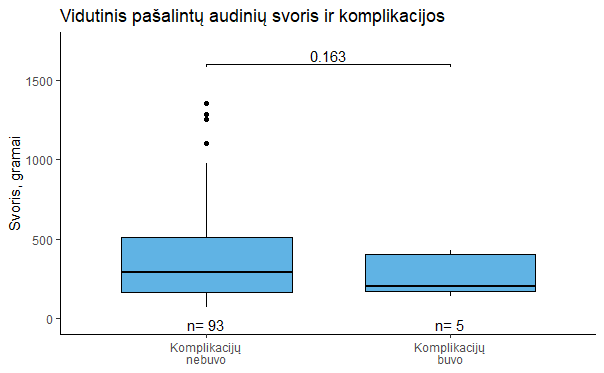 Vidutinis pašalintų audinių svoris ir komplikacijos
Svoris, gramai
1500
1000
500
0
0.163
n= 93
n= 5
Komplikacijų
nebuvo
Komplikacijų
buvo